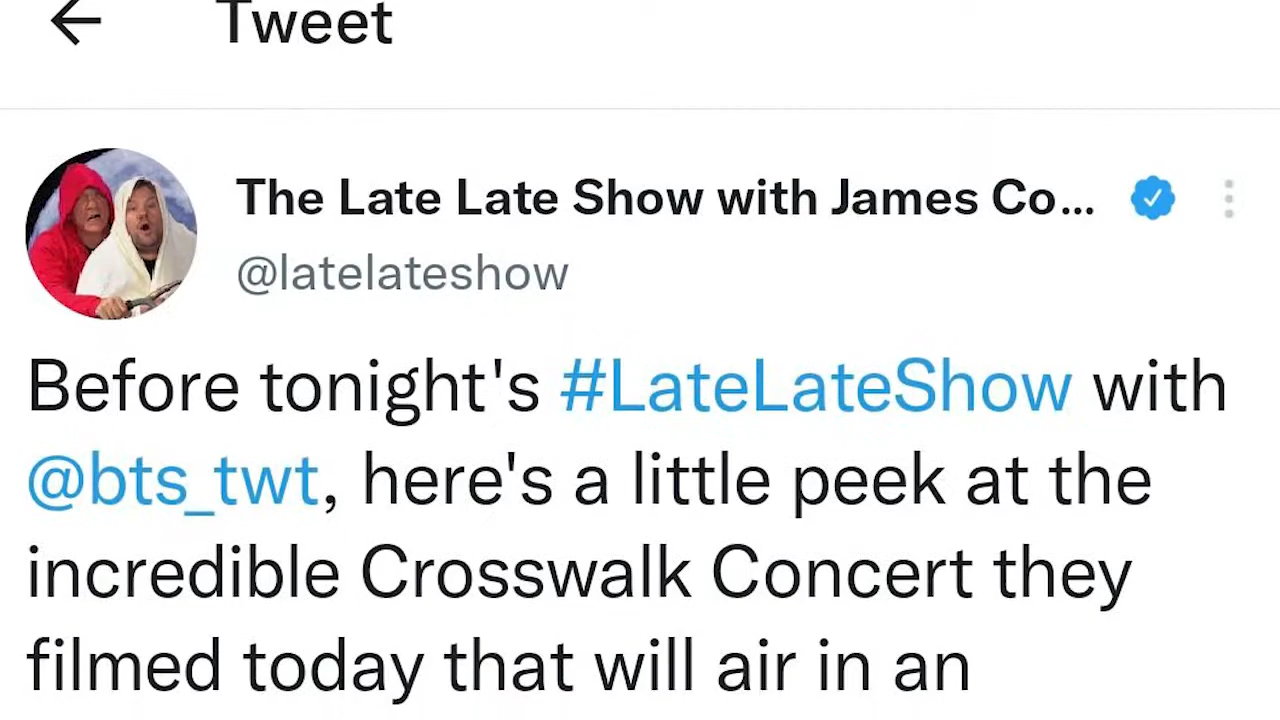 Tweet
The Late Late Show with James Co...
@latelateshow
Before tonight's #LateLateShow with
@bts_twt, here's a little peek at the
incredible Crosswalk Concert they
filmed today that will air in an